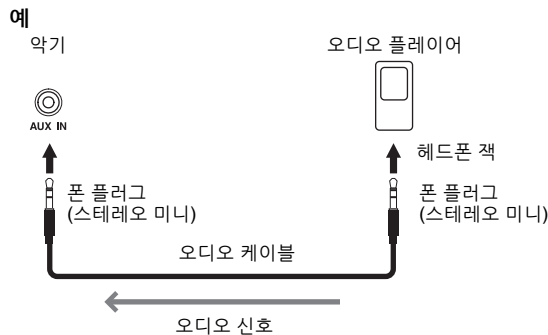 예
악기
오디오 플레이어
AUX IN
헤드폰 잭
폰 플러그
(스테레오 미니)
폰 플러그
(스테레오 미니)
오디오 케이블
오디오 신호